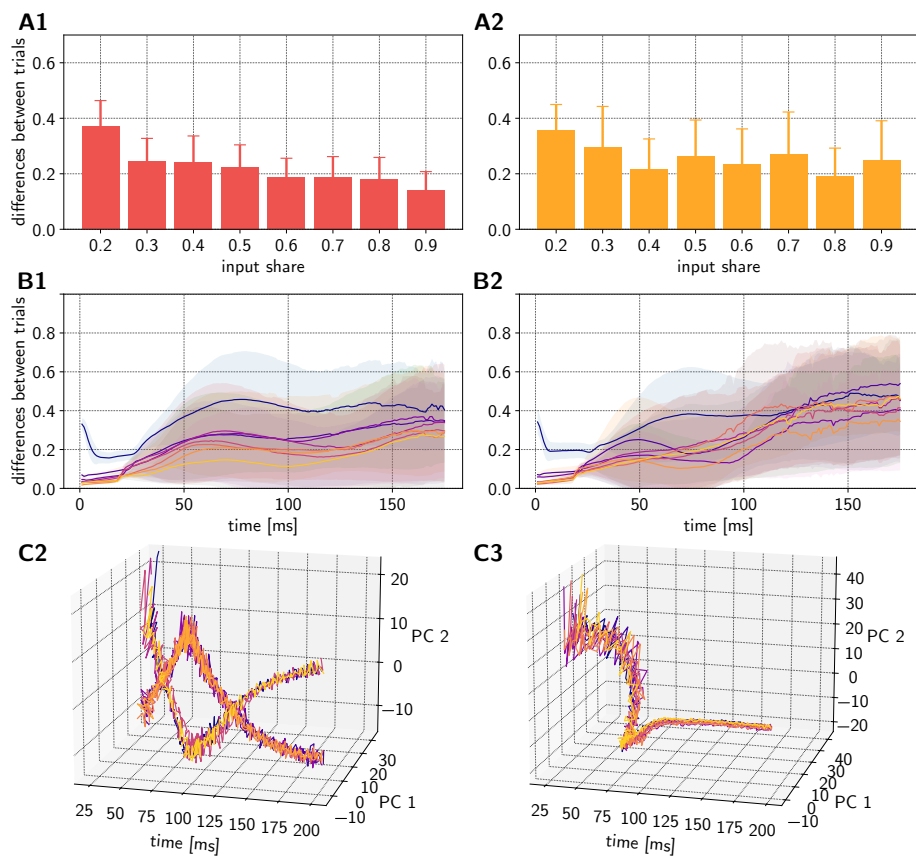 A1
A2
differences between trials
0.6
0.4
0.2
0.0
0.2 0.3 0.4 0.5 0.6 0.7 0.8 0.9
input share
0.6
0.4
0.2
0.0
0.2 0.3 0.4 0.5 0.6 0.7 0.8 0.9
input share
B1
B2
differences between trials
0.8
0.6
0.4
0.2
0.0
0 50 100 150
time [ms]
0.8
0.6
0.4
0.2
0.0
0 50 100 150
time [ms]
C2
C3
20
10
0
−10
PC 2
30
20
10
0
−10
PC 1
25 50 75 100 125 150 175 200
time [ms]
40
30
20
10
0
−10
−20
PC 2
40
30
20
10
0
−10
PC 1
25 50 75 100 125 150 175 200
time [ms]